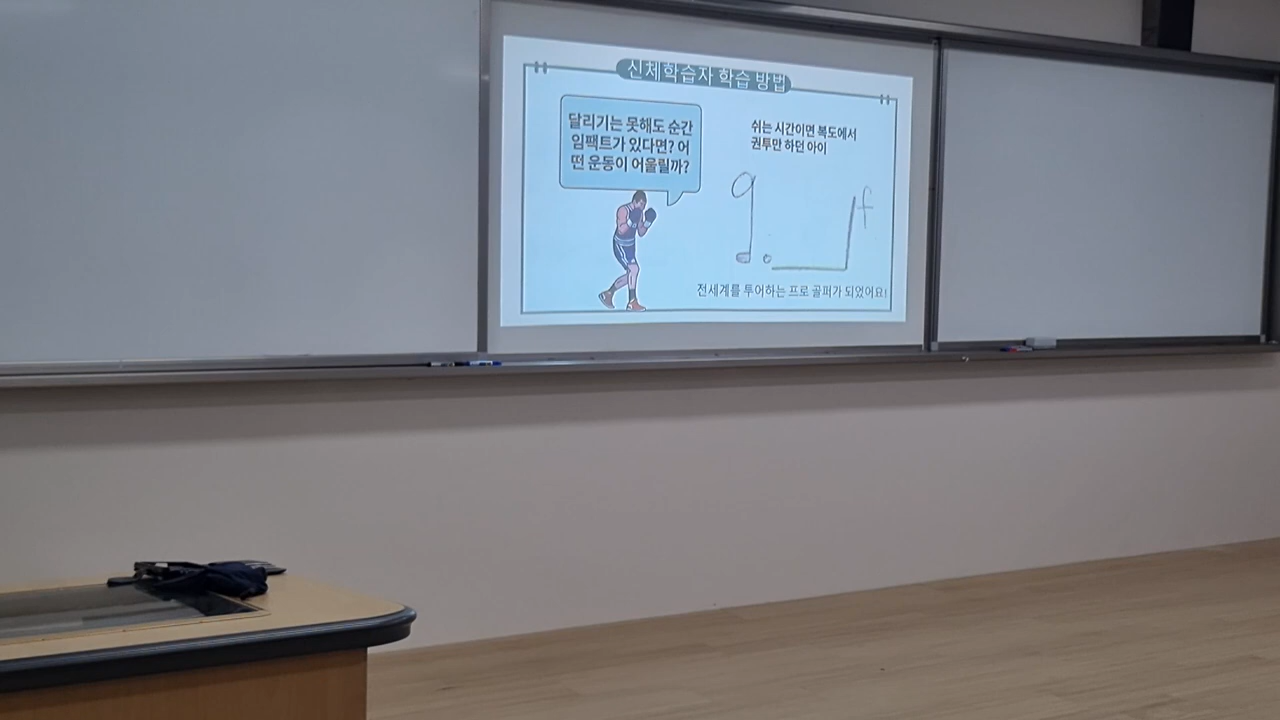 신체학습자 학습 방법
달리기는 못해도 순간
임팩트가 있다면? 어
떤 운동이 어울릴까?
쉬는 시간이면 복도에서
권투만 하던 아이
g
f
전세계를 투어하는 프로 골퍼가 되었어요!